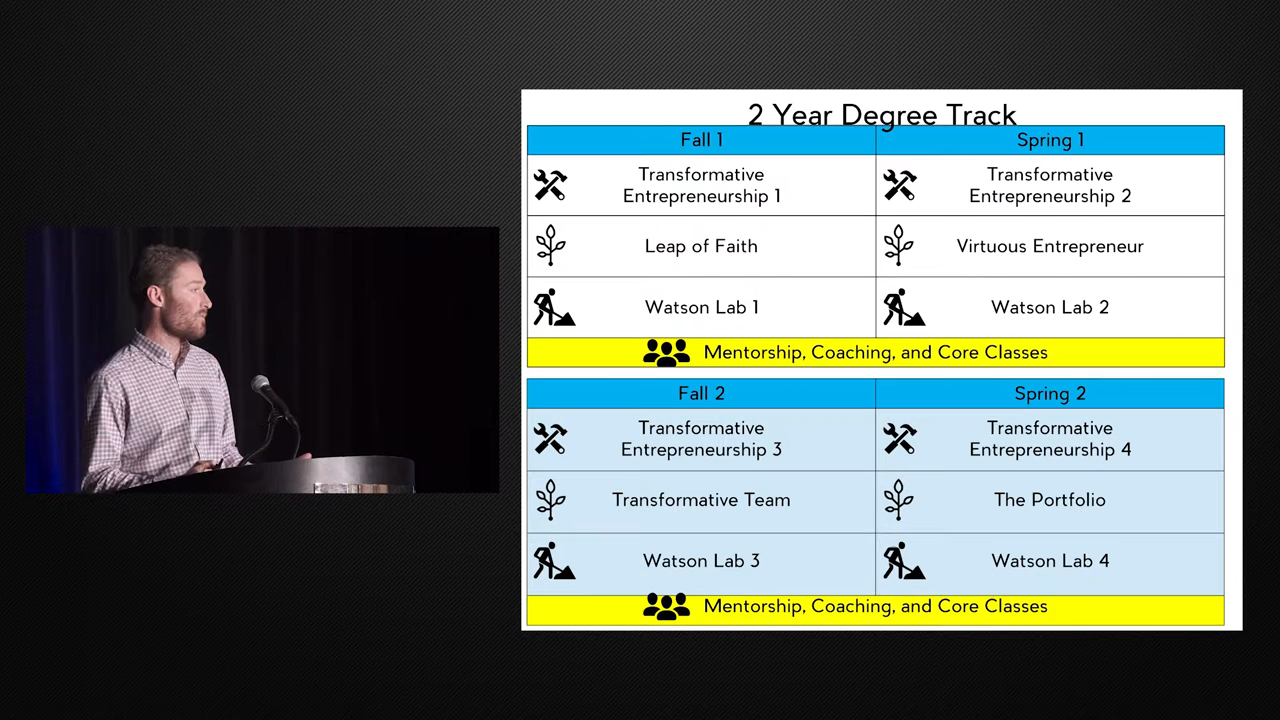 2 Year Degree Track
Fall 1
Spring 1
Transformative
Entrepreneurship 1
Transformative
Entrepreneurship 2
Leap of Faith
Virtuous Entrepreneur
Watson Lab 1
Watson Lab 2
Mentorship, Coaching, and Core Classes
Fall 2
Spring 2
Transformative
Entrepreneurship 3
Transformative
Entrepreneurship 4
Transformative Team
The Portfolio
Watson Lab 3
Watson Lab 4
Mentorship, Coaching, and Core Classes